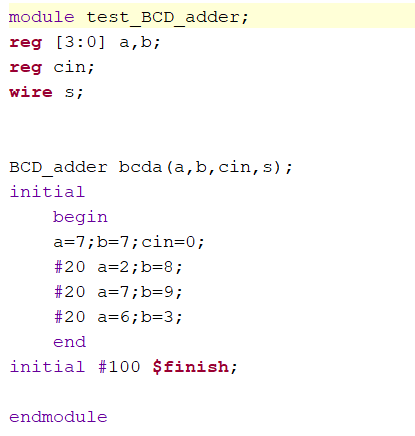 module test_BCD_adder;
reg [3:0] a,b;
reg cin;
wire s;
BCD_adder bcda(a,b,cin,s);
initial
begin
a=7;b=7;cin=0;
#20 a=2;b=8;
#20 a=7;b=9;
#20 a=6;b=3;
end
initial #100 $finish;
endmodule